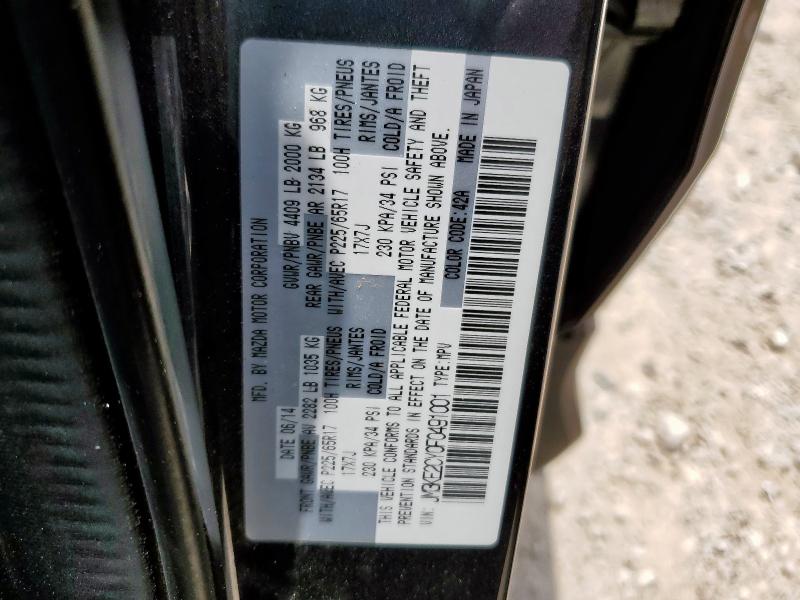 MFD. BY MAZDA MOTOR CORPORATION
DATE 06/14 GVWR/PNBV 4409 LB 2000 KG
FRONT GAWR/PNBE AV 2282 LB 1035 KG REAR GAWR/PNBE AR 2134 LB 968 KG
WITH/AVEC P225/65R17 100H TIRES/PNEUS WITH/AVEC P225/65R17 100H TIRES/PNEUS
17X7J RIMS/JANTES 17X7J RIMS/JANTES
230 KPA/34 PSI COLD/A FROID 230 KPA/34 PSI COLD/A FROID
THIS VEHICLE CONFORMS TO ALL APPLICABLE FEDERAL MOTOR VEHICLE SAFETY AND THEFT
PREVENTION STANDARDS IN EFFECT ON THE DATE OF MANUFACTURE SHOWN ABOVE.
VIN: JM3KE2CY0F0491001 TYPE:MPV COLOR CODE:42A MADE IN JAPAN